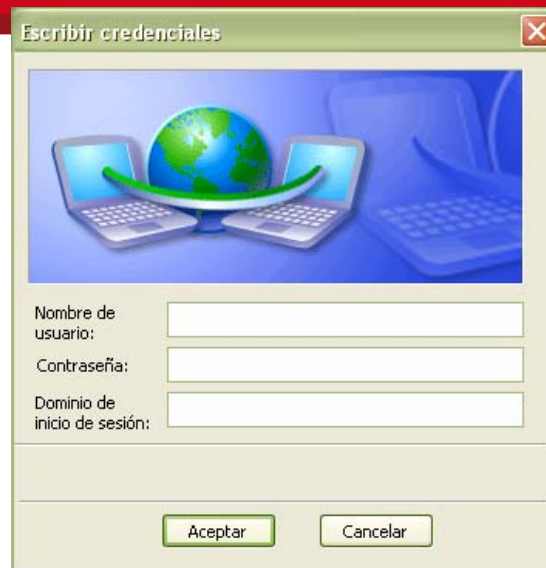 Escribir credenciales
Nombre de
usuario:
Contraseña:
Dominio de
inicio de sesión:
Aceptar
Cancelar